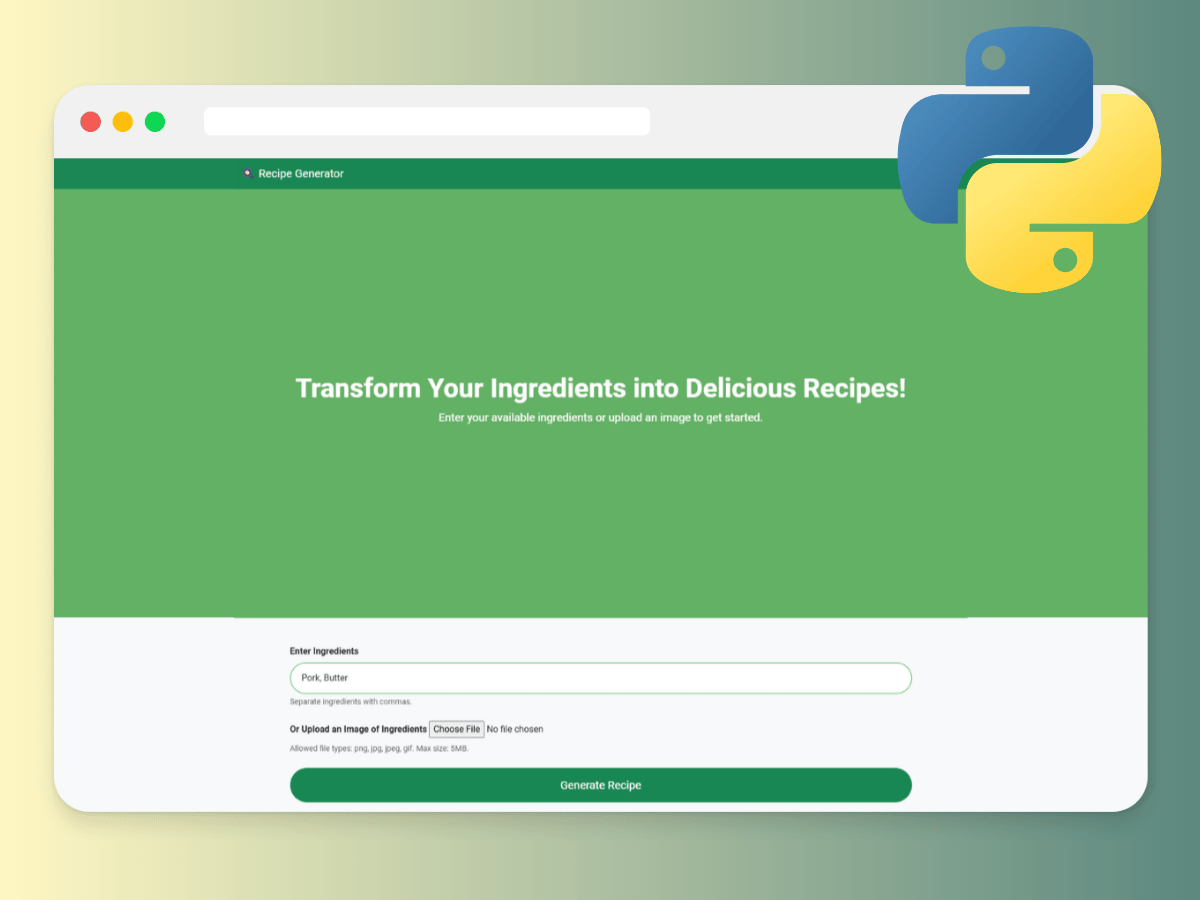 Recipe Generator
Transform Your Ingredients into Delicious Recipes!
Enter your available ingredients or upload an image to get started.
Enter Ingredients
Pork, Butter
Separate ingredients with commas.
Or Upload an Image of Ingredients Choose File No file chosen
Allowed file types: png, jpg, jpeg, gif. Max size: 5MB.
Generate Recipe